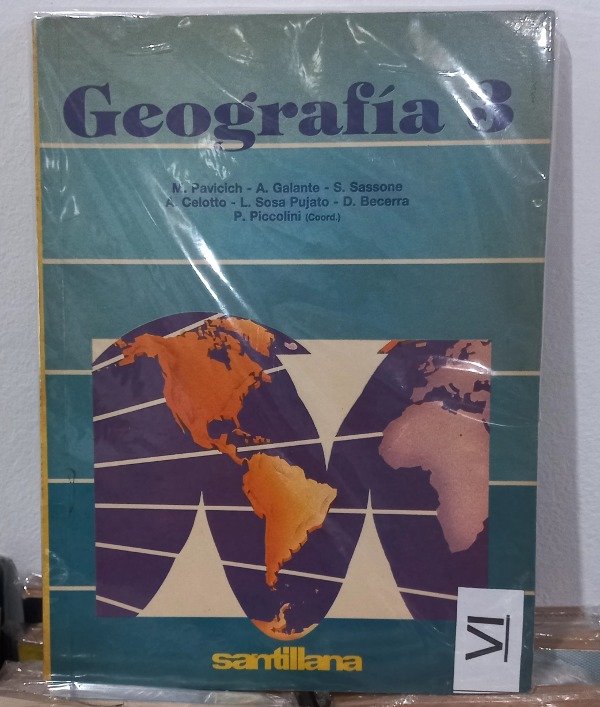 Geografía 3
M. Pavicich - A. Galante - S. Sassone
A. Celotto - L. Sosa Pujato - D. Becerra
P. Piccolini (Coord.)
santillana
VI